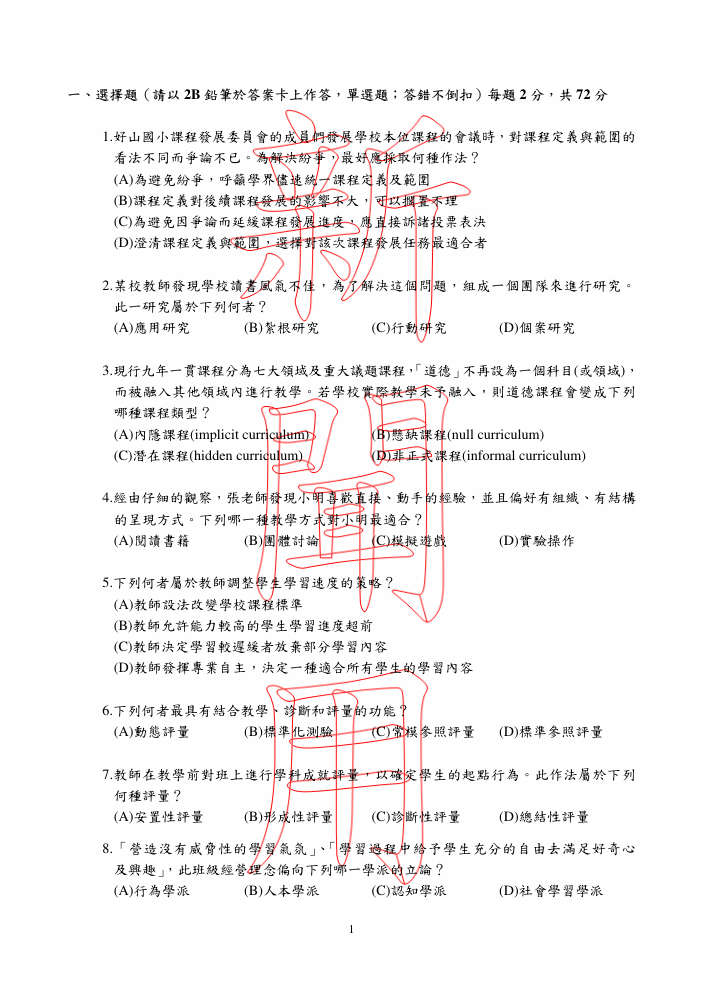 一、選擇題（請以 2B 鉛筆於答案卡上作答，單選題；答錯不倒扣）每題 2 分，共 72 分
1.好山國小課程發展委員會的成員們發展學校本位課程的會議時，對課程定義與範圍的
看法不同而爭論不已。為解決紛爭，最好應採取何種作法？
(A)為避免紛爭，呼籲學界儘速統一課程定義及範圍
(B)課程定義對後續課程發展的影響不大，可以擱置不理
(C)為避免因爭論而延緩課程發展進度，應直接訴諸投票表決
(D)澄清課程定義與範圍，選擇對該次課程發展任務最適合者
2.某校教師發現學校讀書風氣不佳，為了解決這個問題，組成一個團隊來進行研究。
此一研究屬於下列何者？
(A)應用研究 (B)紮根研究 (C)行動研究 (D)個案研究
3.現行九年一貫課程分為七大領域及重大議題課程，「道德」不再設為一個科目(或領域)，
而被融入其他領域內進行教學。若學校實際教學未予融入，則道德課程會變成下列
哪種課程類型？
(A)內隱課程(implicit curriculum) (B)懸缺課程(null curriculum)
(C)潛在課程(hidden curriculum) (D)非正式課程(informal curriculum)
4.經由仔細的觀察，張老師發現小明喜歡直接、動手的經驗，並且偏好有組織、有結構
的呈現方式。下列哪一種教學方式對小明最適合？
(A)閱讀書籍 (B)團體討論 (C)模擬遊戲 (D)實驗操作
5.下列何者屬於教師調整學生學習速度的策略？
(A)教師設法改變學校課程標準
(B)教師允許能力較高的學生學習進度超前
(C)教師決定學習較遲緩者放棄部分學習內容
(D)教師發揮專業自主，決定一種適合所有學生的學習內容
6.下列何者最具有結合教學、診斷和評量的功能？
(A)動態評量 (B)標準化測驗 (C)常模參照評量 (D)標準參照評量
7.教師在教學前對班上進行學科成就評量，以確定學生的起點行為。此作法屬於下列
何種評量？
(A)安置性評量 (B)形成性評量 (C)診斷性評量 (D)總結性評量
8.「營造沒有威脅性的學習氣氛」、「學習過程中給予學生充分的自由去滿足好奇心
及興趣」，此班級經營理念偏向下列哪一學派的立論？
(A)行為學派 (B)人本學派 (C)認知學派 (D)社會學習學派
1
新聞用